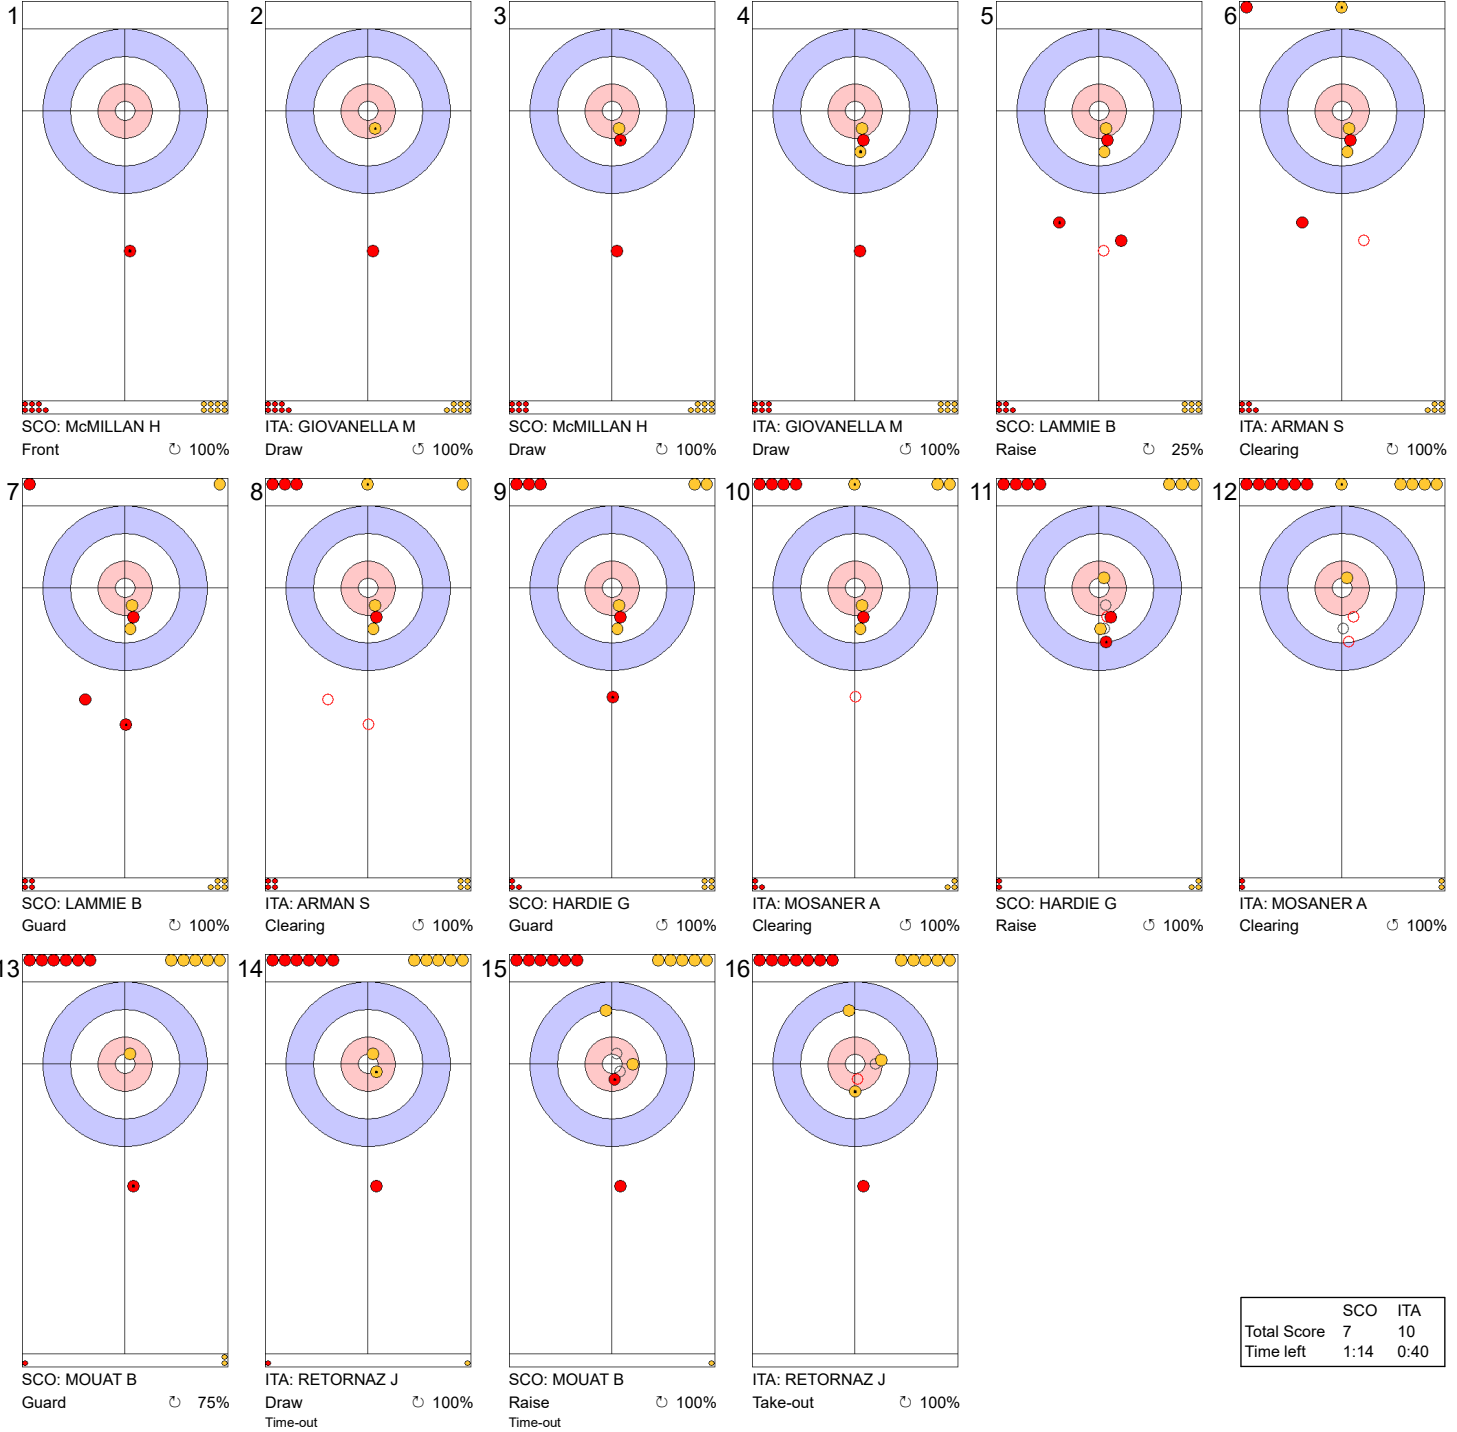 1
SCO: McMILLAN H
Front ↻ 100%
2
ITA: GIOVANELLA M
Draw ↺ 100%
3
SCO: McMILLAN H
Draw ↻ 100%
4
ITA: GIOVANELLA M
Draw ↺ 100%
5
SCO: LAMMIE B
Raise ↻ 25%
6
ITA: ARMAN S
Clearing ↻ 100%
7
SCO: LAMMIE B
Guard ↻ 100%
8
ITA: ARMAN S
Clearing ↺ 100%
9
SCO: HARDIE G
Guard ↻ 100%
10
ITA: MOSANER A
Clearing ↺ 100%
11
SCO: HARDIE G
Raise ↻ 100%
12
ITA: MOSANER A
Clearing ↺ 100%
13
SCO: MOUAT B
Guard ↻ 75%
14
ITA: RETORNAZ J
Draw ↺ 100%
Time-out
15
SCO: MOUAT B
Raise ↻ 100%
Time-out
16
ITA: RETORNAZ J
Take-out ↻ 100%
SCO ITA
Total Score 7 10
Time left 1:14 0:40